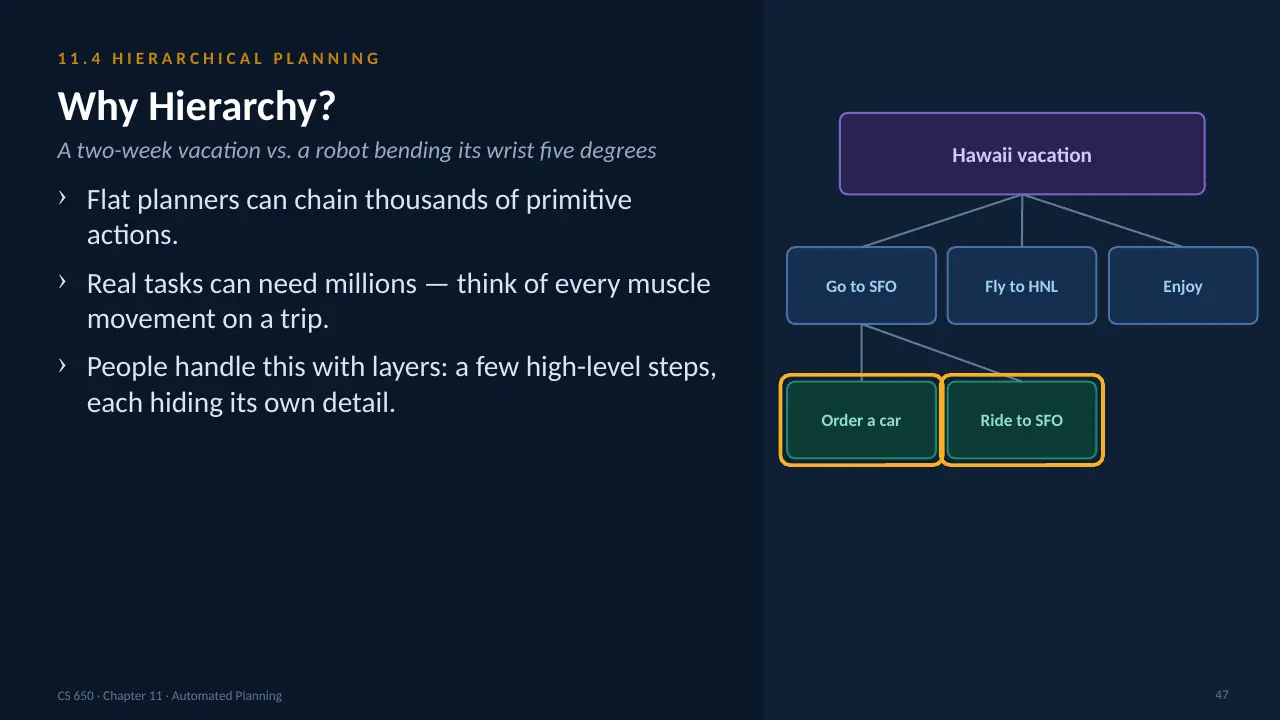 11.4 HIERARCHICAL PLANNING
Why Hierarchy?
A two-week vacation vs. a robot bending its wrist five degrees
› Flat planners can chain thousands of primitive
actions.
› Real tasks can need millions — think of every muscle
movement on a trip.
› People handle this with layers: a few high-level steps,
each hiding its own detail.
Hawaii vacation
Go to SFO
Fly to HNL
Enjoy
Order a car
Ride to SFO
CS 650 · Chapter 11 · Automated Planning
47